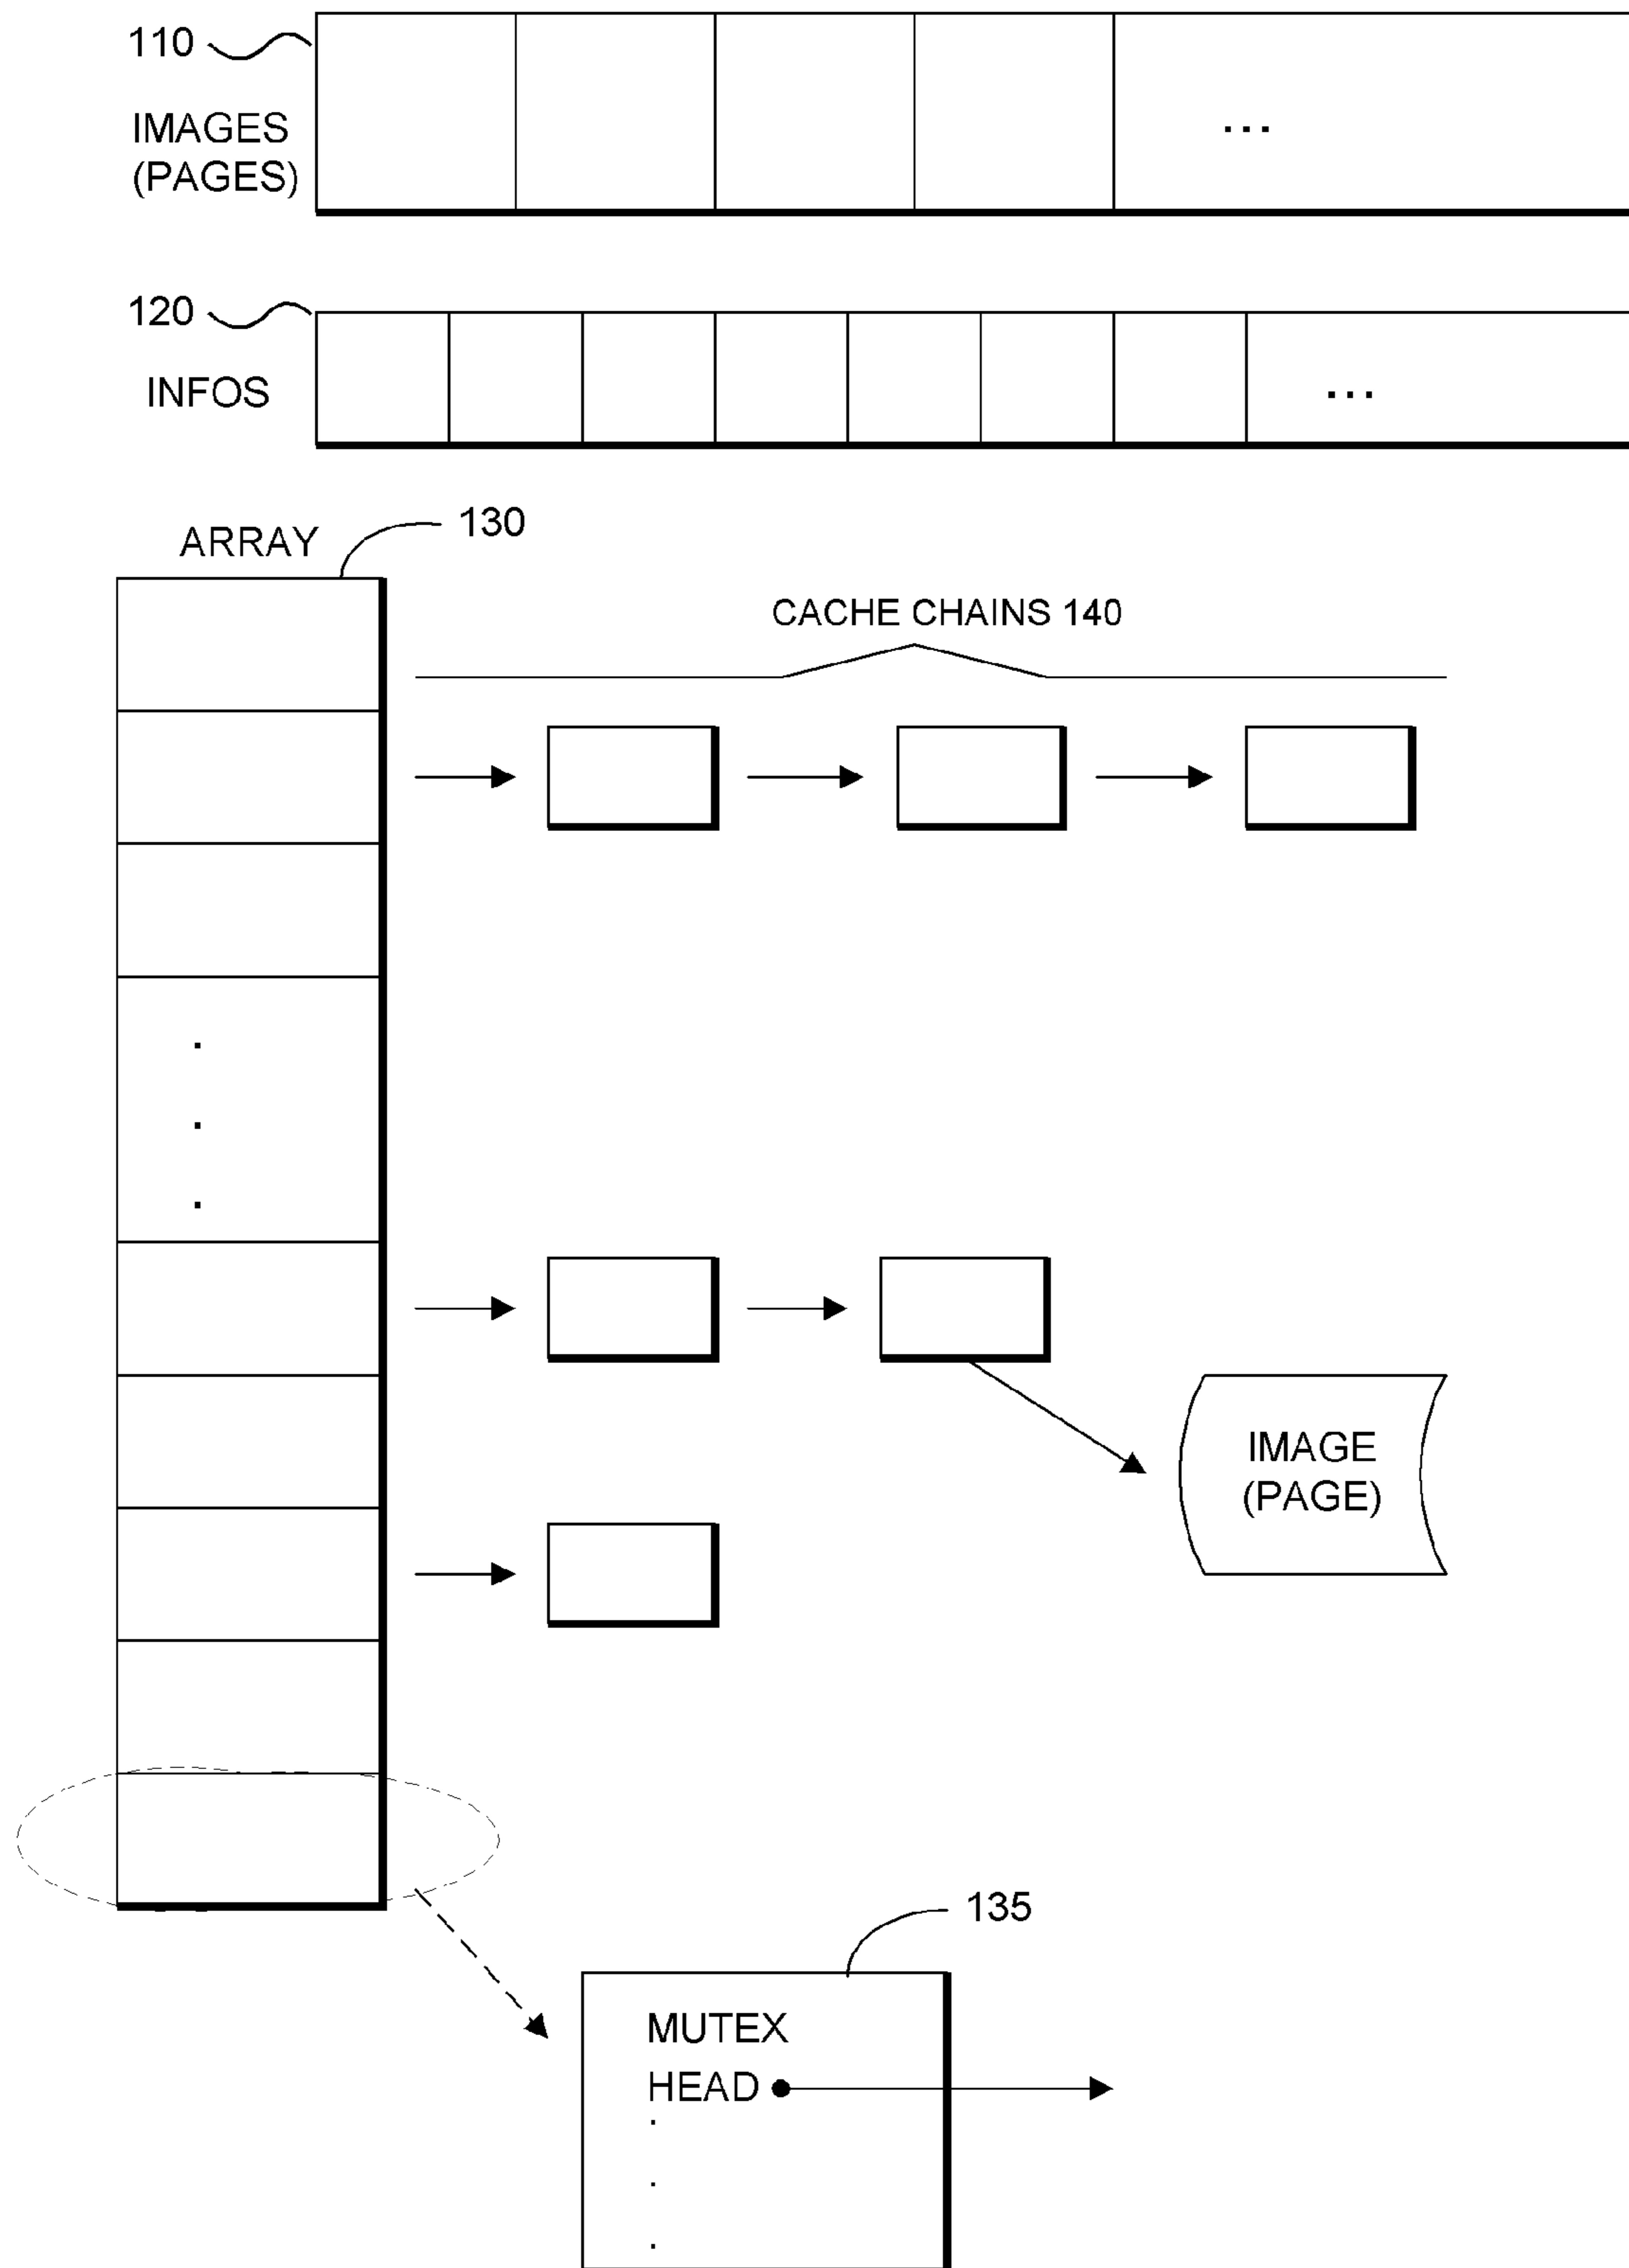 110
IMAGES
(PAGES)
...
120
INFOS
...
ARRAY
130
CACHE CHAINS 140
.
.
.
IMAGE
(PAGE)
135
MUTEX
HEAD
.
.
.